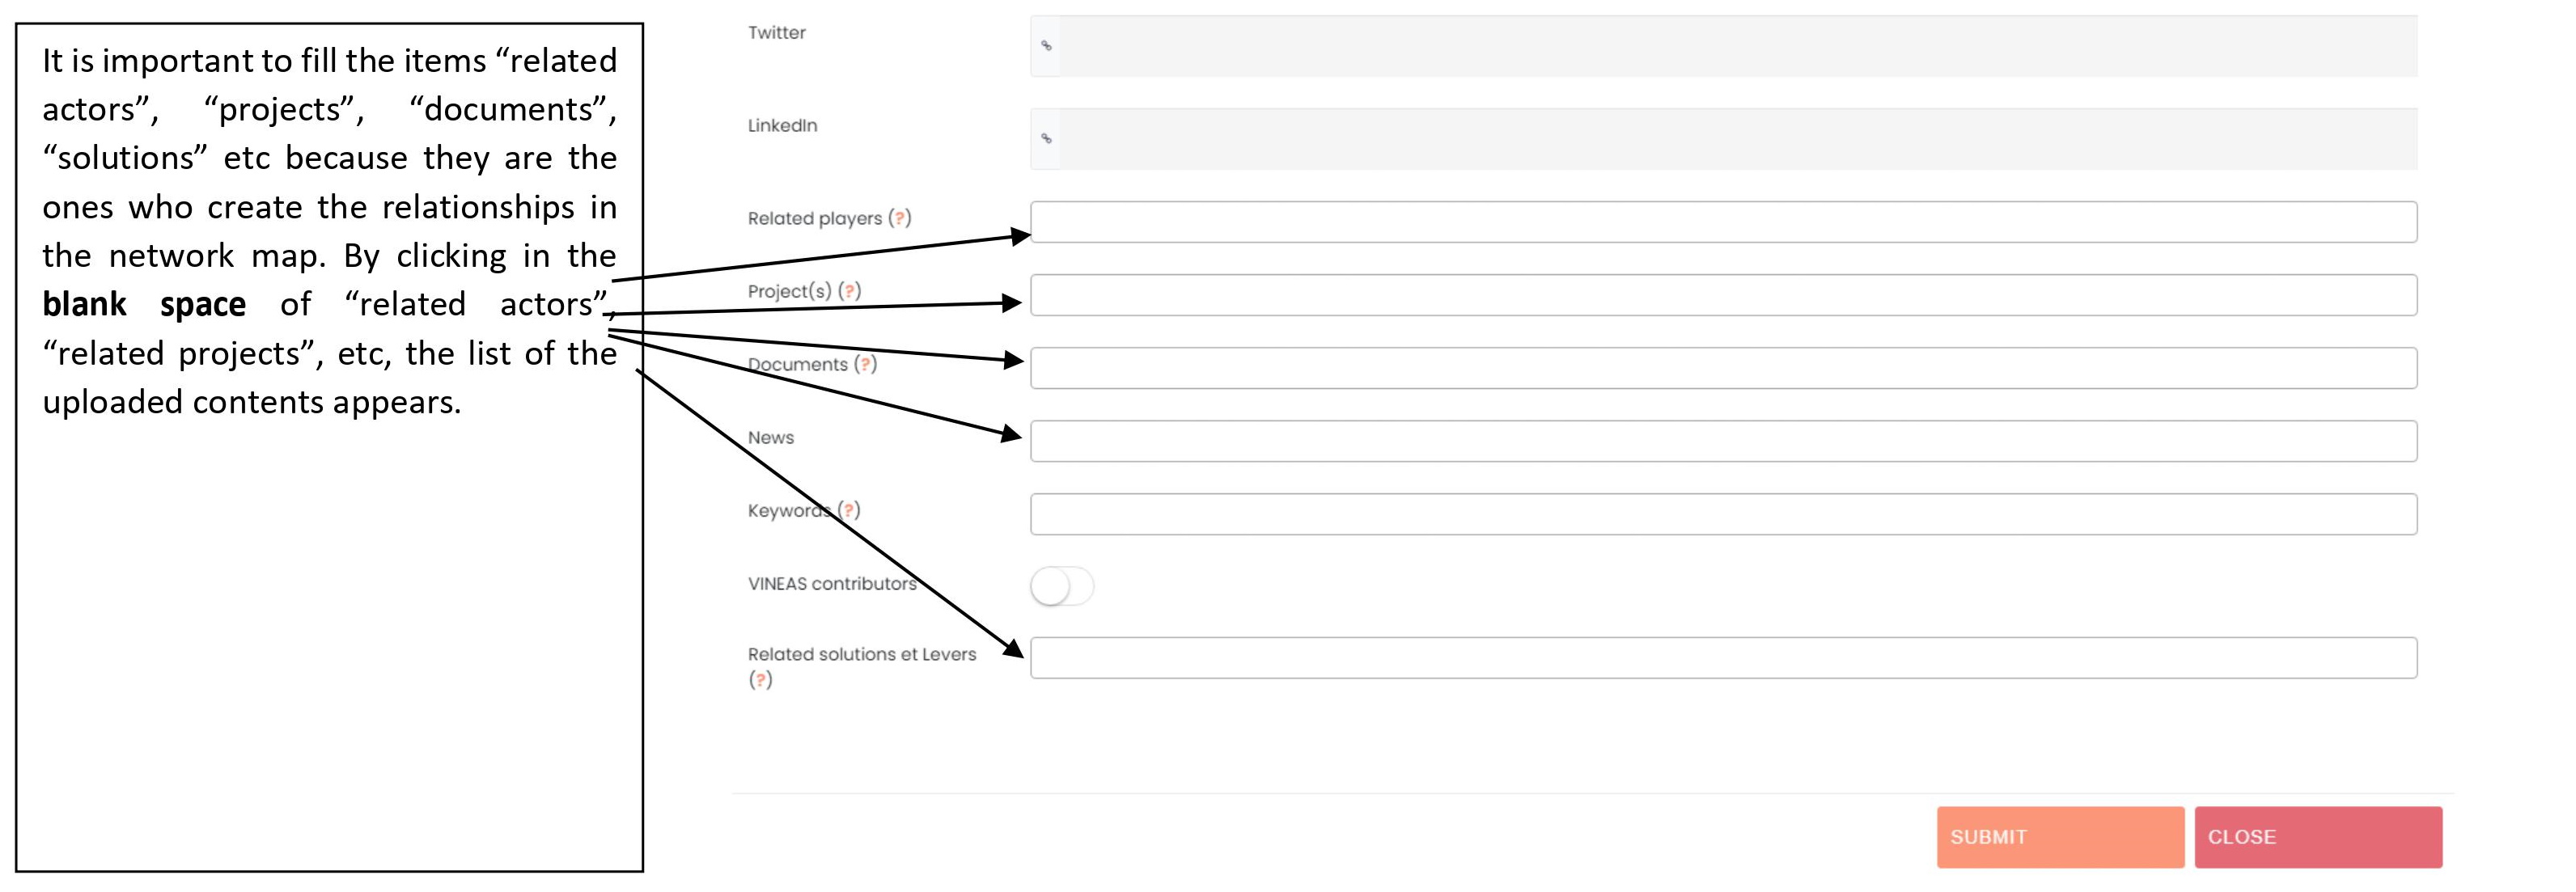 It is important to fill the items “related
actors”, “projects”, “documents”,
“solutions” etc because they are the
ones who create the relationships in
the network map. By clicking in the
blank space of “related actors”,
“related projects”, etc, the list of the
uploaded contents appears.
Twitter
LinkedIn
Related players (?)
Project(s) (?)
Documents (?)
News
Keywords (?)
VINEAS contributors
Related solutions et Levers
(?)
SUBMIT
CLOSE